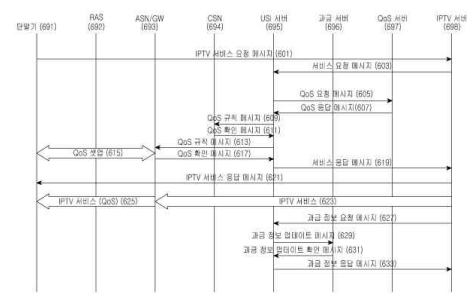 단말기 (691) RAS (692) ASN/GW (693) CSN (694) USI 서버 (695) 과금 서버 (696) QoS 서버 (697) IPTV 서버 (698)
IPTV 서비스 요청 메시지 (601)
서비스 요청 메시지 (603)
QoS 요청 메시지 (605)
QoS 응답 메시지(607)
QoS 규칙 메시지 (609)
QoS 확인 메시지 (611)
QoS 규칙 메시지 (613)
QoS 셋업 (615)
QoS 확인 메시지 (617)
서비스 응답 메시지 (619)
IPTV 서비스 응답 메시지 (621)
IPTV 서비스 (QoS) (625)
IPTV 서비스 (623)
과금 정보 요청 메시지 (627)
과금 정보 업데이트 메시지 (629)
과금 정보 업데이트 확인 메시지 (631)
과금 정보 응답 메시지 (633)